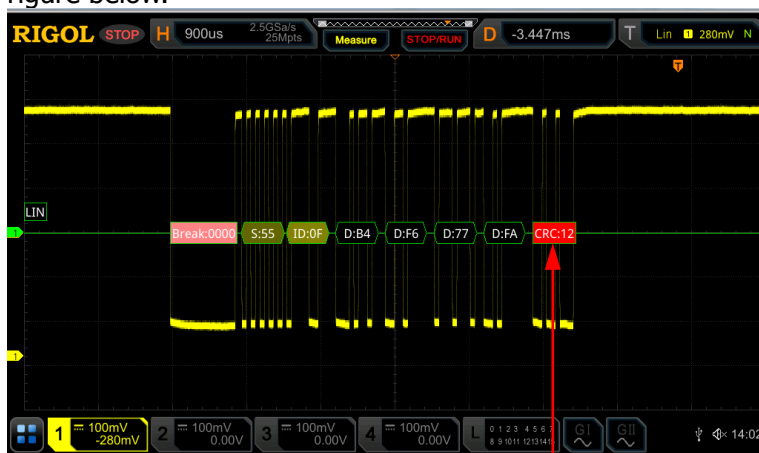 figure below.
RIGOL STOP H 900us 2.5GSa/s 25Mpts Measure STOP/RUN D -3.447ms T Lin 1 280mV N
T
LIN
1 Break:0000 S:55 ID:0F D:B4 D:F6 D:77 D:FA CRC:12
1
1 100mV -280mV 2 100mV 0.00V 3 100mV 0.00V 4 100mV 0.00V L 0 1 2 3 4 5 6 7 8 9 10 11 12 13 14 GI GII 14:02